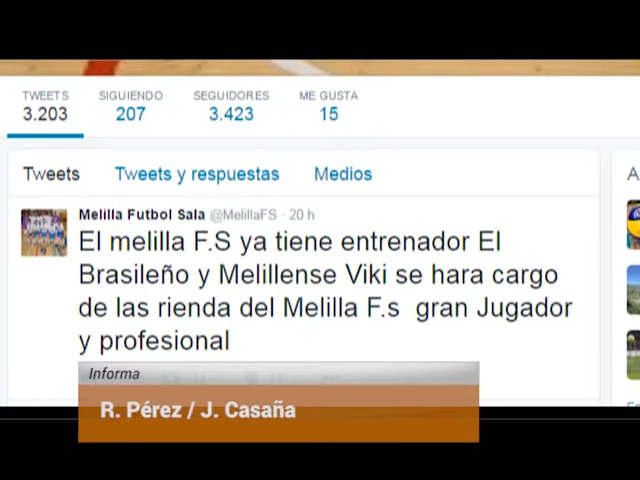 TWEETS SIGUIENDO SEGUIDORES ME GUSTA
3.203 207 3.423 15
Tweets Tweets y respuestas Medios
A
Melilla Futbol Sala @MelillaFS · 20 h
El melilla F.S ya tiene entrenador El
Brasileño y Melillense Viki se hara cargo
de las rienda del Melilla F.s gran Jugador
y profesional
Informa
R. Pérez / J. Casaña